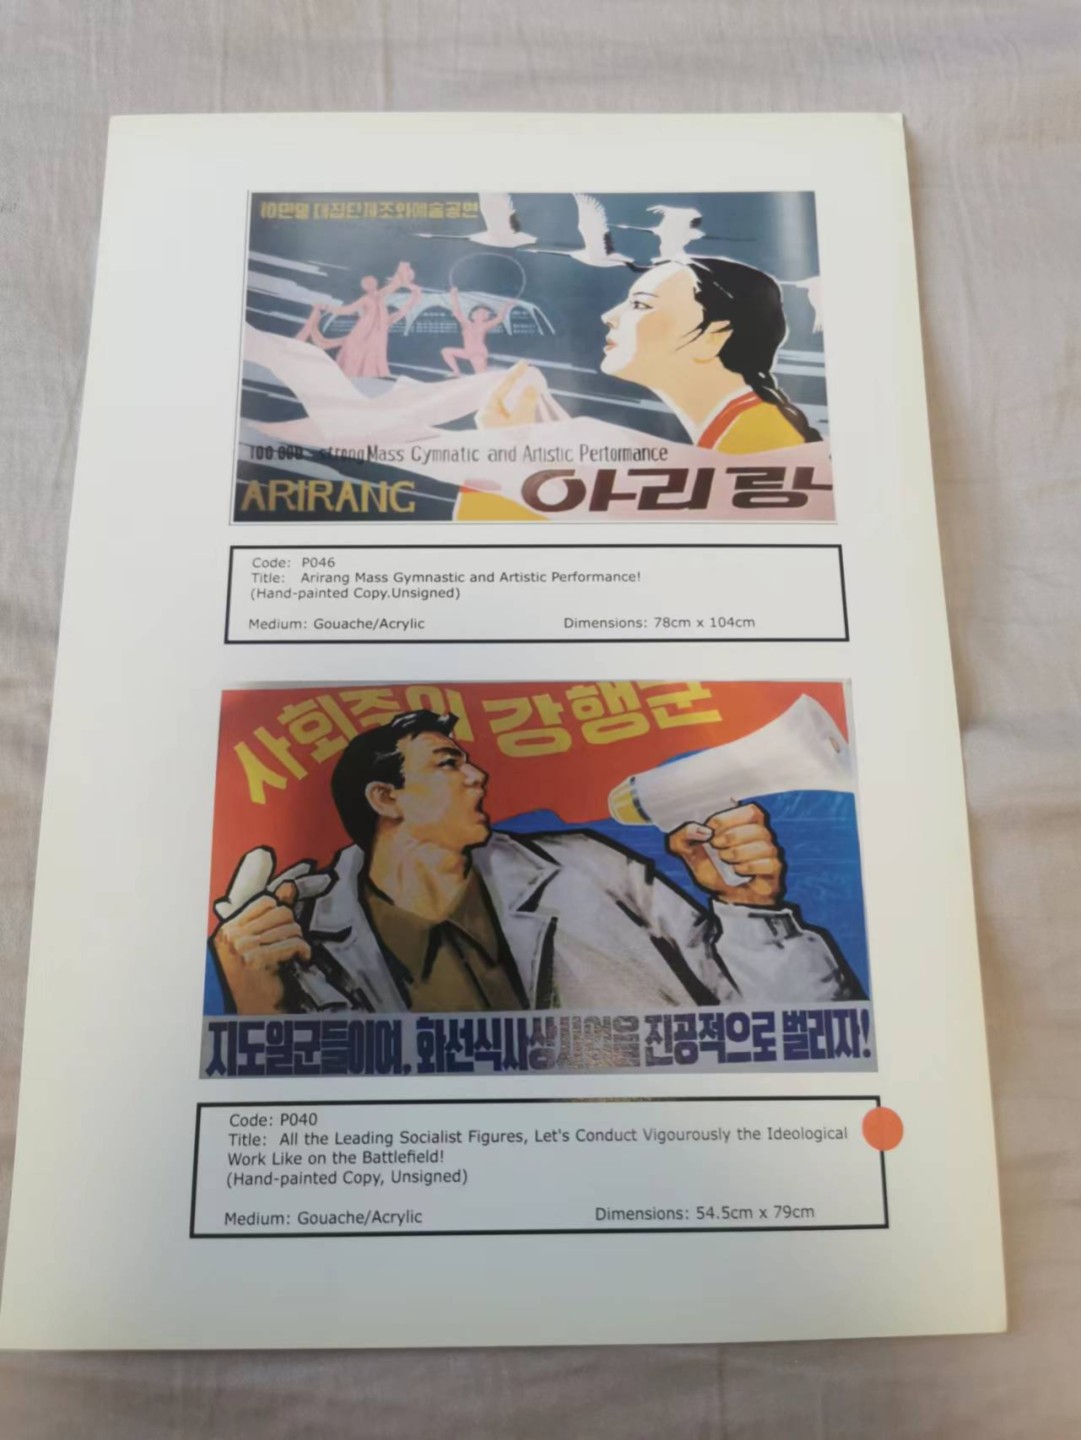 10만명 대집단체조와예술공연
100 000 - strong Mass Gymnatic and Artistic Pertormance
ARIRANG 아리랑
Code: P046
Title: Arirang Mass Gymnastic and Artistic Performance!
(Hand-painted Copy.Unsigned)
Medium: Gouache/Acrylic Dimensions: 78cm x 104cm
사회주의 강행군
지도일군들이여, 화선식사상사업을 진공적으로 벌리자!
Code: P040
Title: All the Leading Socialist Figures, Let's Conduct Vigourously the Ideological
Work Like on the Battlefield!
(Hand-painted Copy, Unsigned)
Medium: Gouache/Acrylic Dimensions: 54.5cm x 79cm